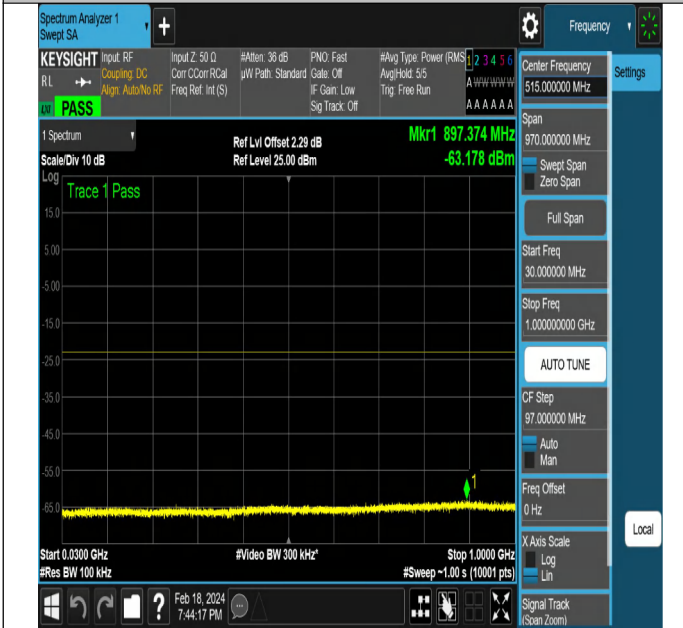 Spectrum Analyzer 1
Swept SA
+
Frequency
KEYSIGHT
RL
LXI
PASS
Input: RF
Coupling: DC
Align: Auto/No RF
Input Z: 50 Ω
Corr CCorr RCal
Freq Ref: Int (S)
#Atten: 36 dB
µW Path: Standard
PNO: Fast
Gate: Off
IF Gain: Low
Sig Track: Off
#Avg Type: Power (RMS
Avg|Hold: 5/5
Trig: Free Run
1 2 3 4 5 6
A W W W W W
A A A A A A
Center Frequency
515.000000 MHz
Settings
Span
970.000000 MHz
Swept Span
Zero Span
Full Span
Start Freq
30.000000 MHz
Stop Freq
1.000000000 GHz
AUTO TUNE
CF Step
97.000000 MHz
Auto
Man
Freq Offset
0 Hz
X Axis Scale
Log
Lin
Signal Track
(Span Zoom)
Local
1 Spectrum
Scale/Div 10 dB
Ref Lvl Offset 2.29 dB
Ref Level 25.00 dBm
Mkr1 897.374 MHz
-63.178 dBm
Log
Trace 1 Pass
15.0
5.00
-5.00
-15.0
-25.0
-35.0
-45.0
-55.0
-65.0
1
Start 0.0300 GHz
#Res BW 100 kHz
#Video BW 300 kHz*
Stop 1.0000 GHz
#Sweep ~1.00 s (10001 pts)
?
Feb 18, 2024
7:44:17 PM